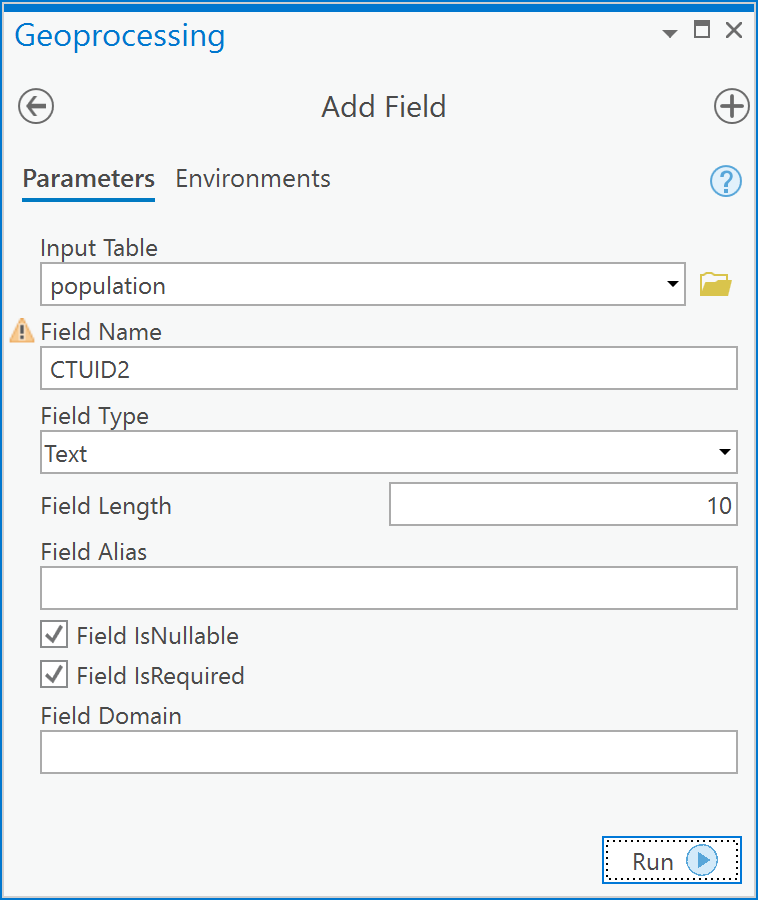 Geoprocessing
Add Field
Parameters Environments
Input Table
population
Field Name
CTUID2
Field Type
Text
Field Length 10
Field Alias
Field IsNullable
Field IsRequired
Field Domain
Run